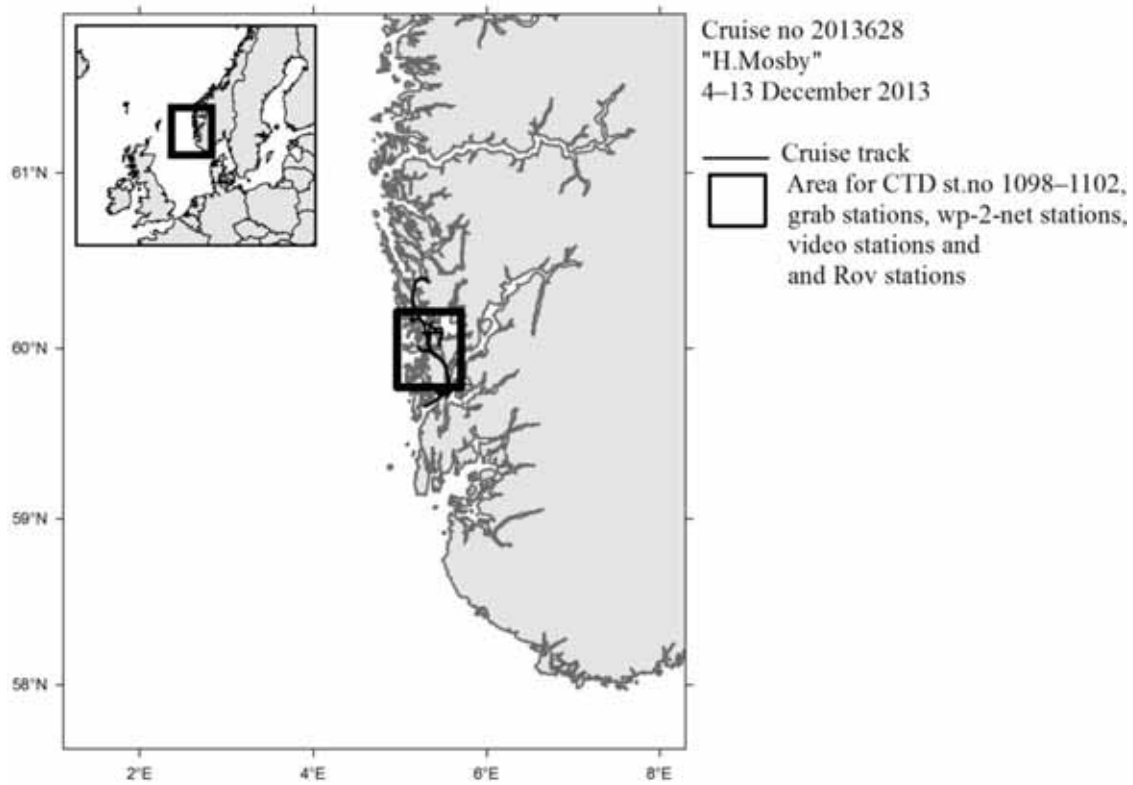 Cruise no 2013628
"H.Mosby"
4–13 December 2013
Cruise track
Area for CTD st.no 1098–1102,
grab stations, wp-2-net stations,
video stations and
and Rov stations
61°N
60°N
59°N
58°N
2°E
4°E
6°E
8°E